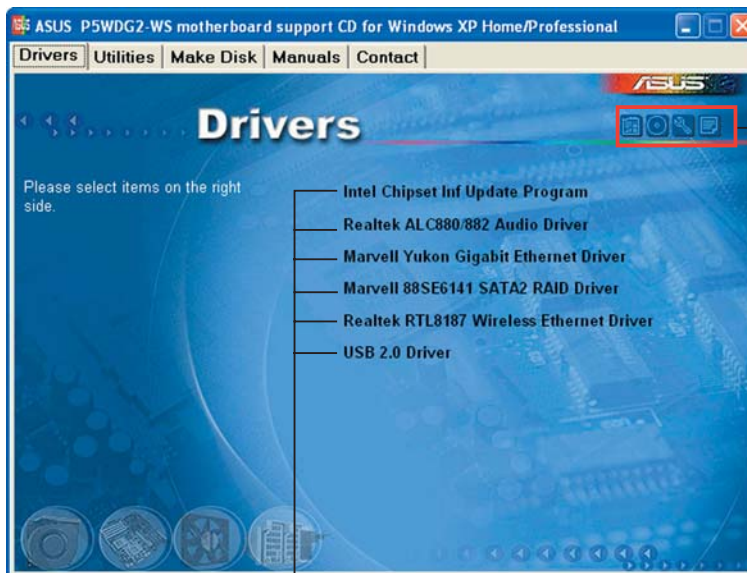 ASUS P5WDG2-WS motherboard support CD for Windows XP Home/Professional
Drivers Utilities Make Disk Manuals Contact
ASUS
Drivers
Please select items on the right
side.
Intel Chipset Inf Update Program
Realtek ALC880/882 Audio Driver
Marvell Yukon Gigabit Ethernet Driver
Marvell 88SE6141 SATA2 RAID Driver
Realtek RTL8187 Wireless Ethernet Driver
USB 2.0 Driver